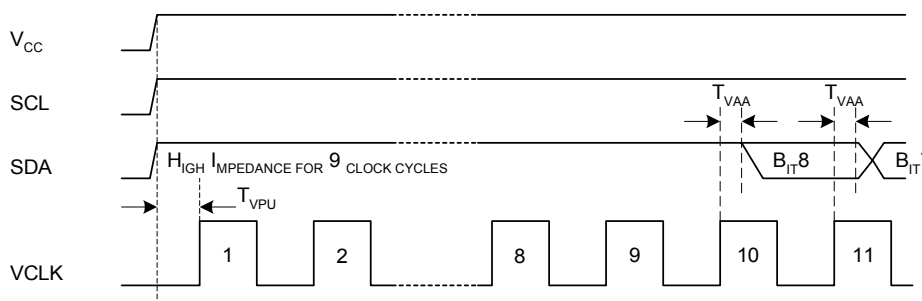 VCC
SCL
TVAA TVAA
SDA HIGH IMPEDANCE FOR 9 CLOCK CYCLES BIT8 BIT
TVPU
VCLK 1 2 8 9 10 11